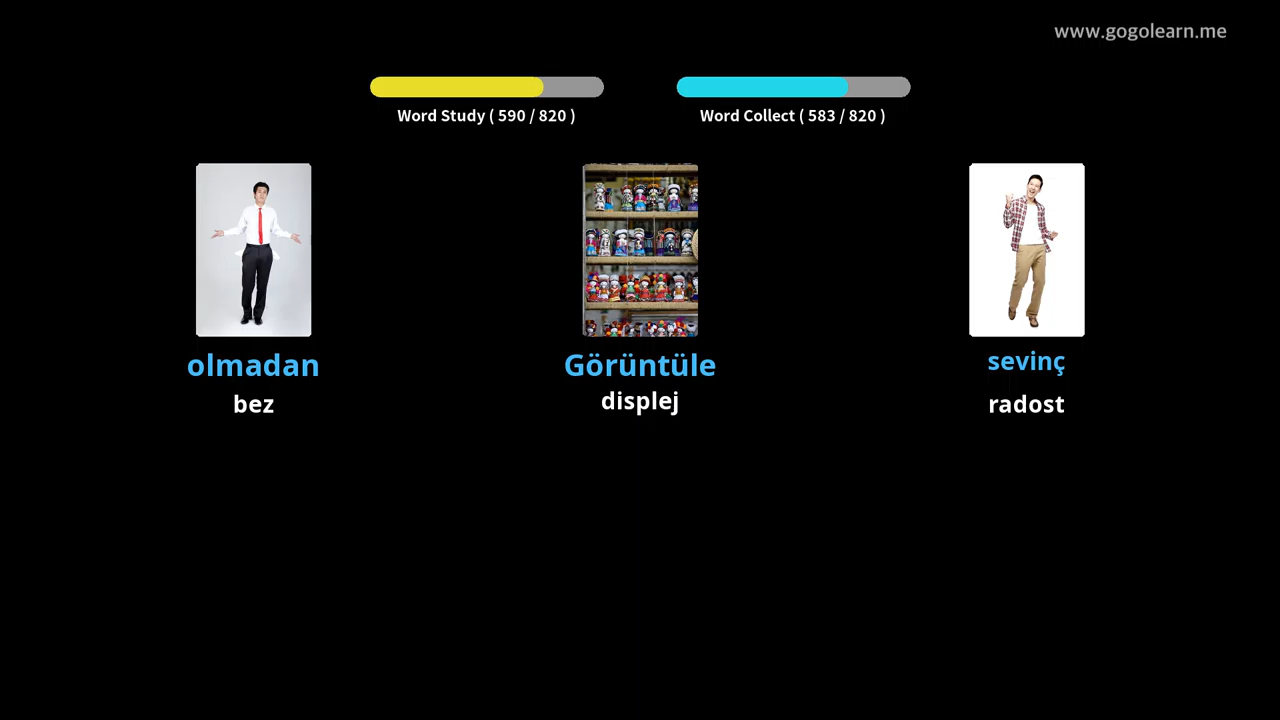 www.gogolearn.me
Word Study ( 590 / 820 )
Word Collect ( 583 / 820 )
olmadan
bez
Görüntüle
displej
sevinç
radost